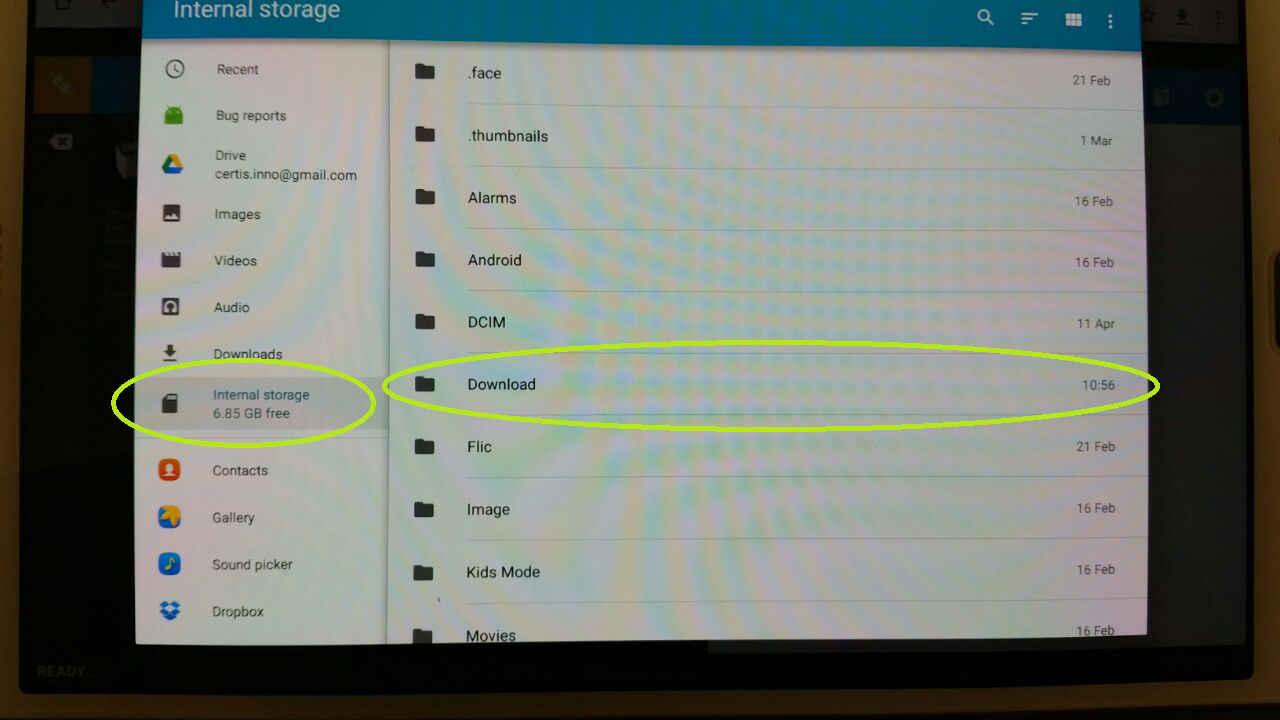 Internal storage
Recent
Bug reports
Drive
certis.inno@gmail.com
Images
Videos
Audio
Downloads
Internal storage
6.85 GB free
Contacts
Gallery
Sound picker
Dropbox
.face 21 Feb
.thumbnails 1 Mar
Alarms 16 Feb
Android 16 Feb
DCIM 11 Apr
Download 10:56
Flic 21 Feb
Image 16 Feb
Kids Mode 16 Feb
Movies 16 Feb
READY...